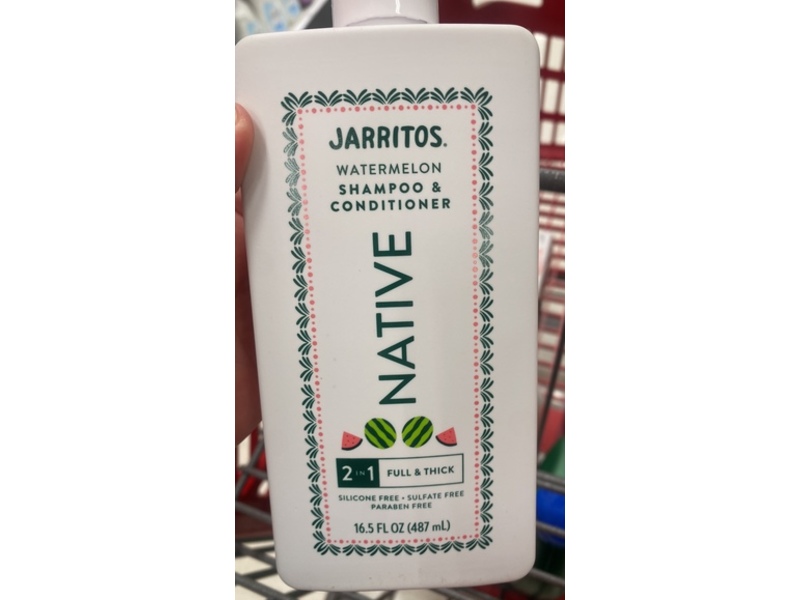 JARRITOS®
WATERMELON
SHAMPOO &
CONDITIONER
NATIVE
2 IN 1 FULL & THICK
SILICONE FREE • SULFATE FREE
PARABEN FREE
16.5 FL OZ (487 mL)